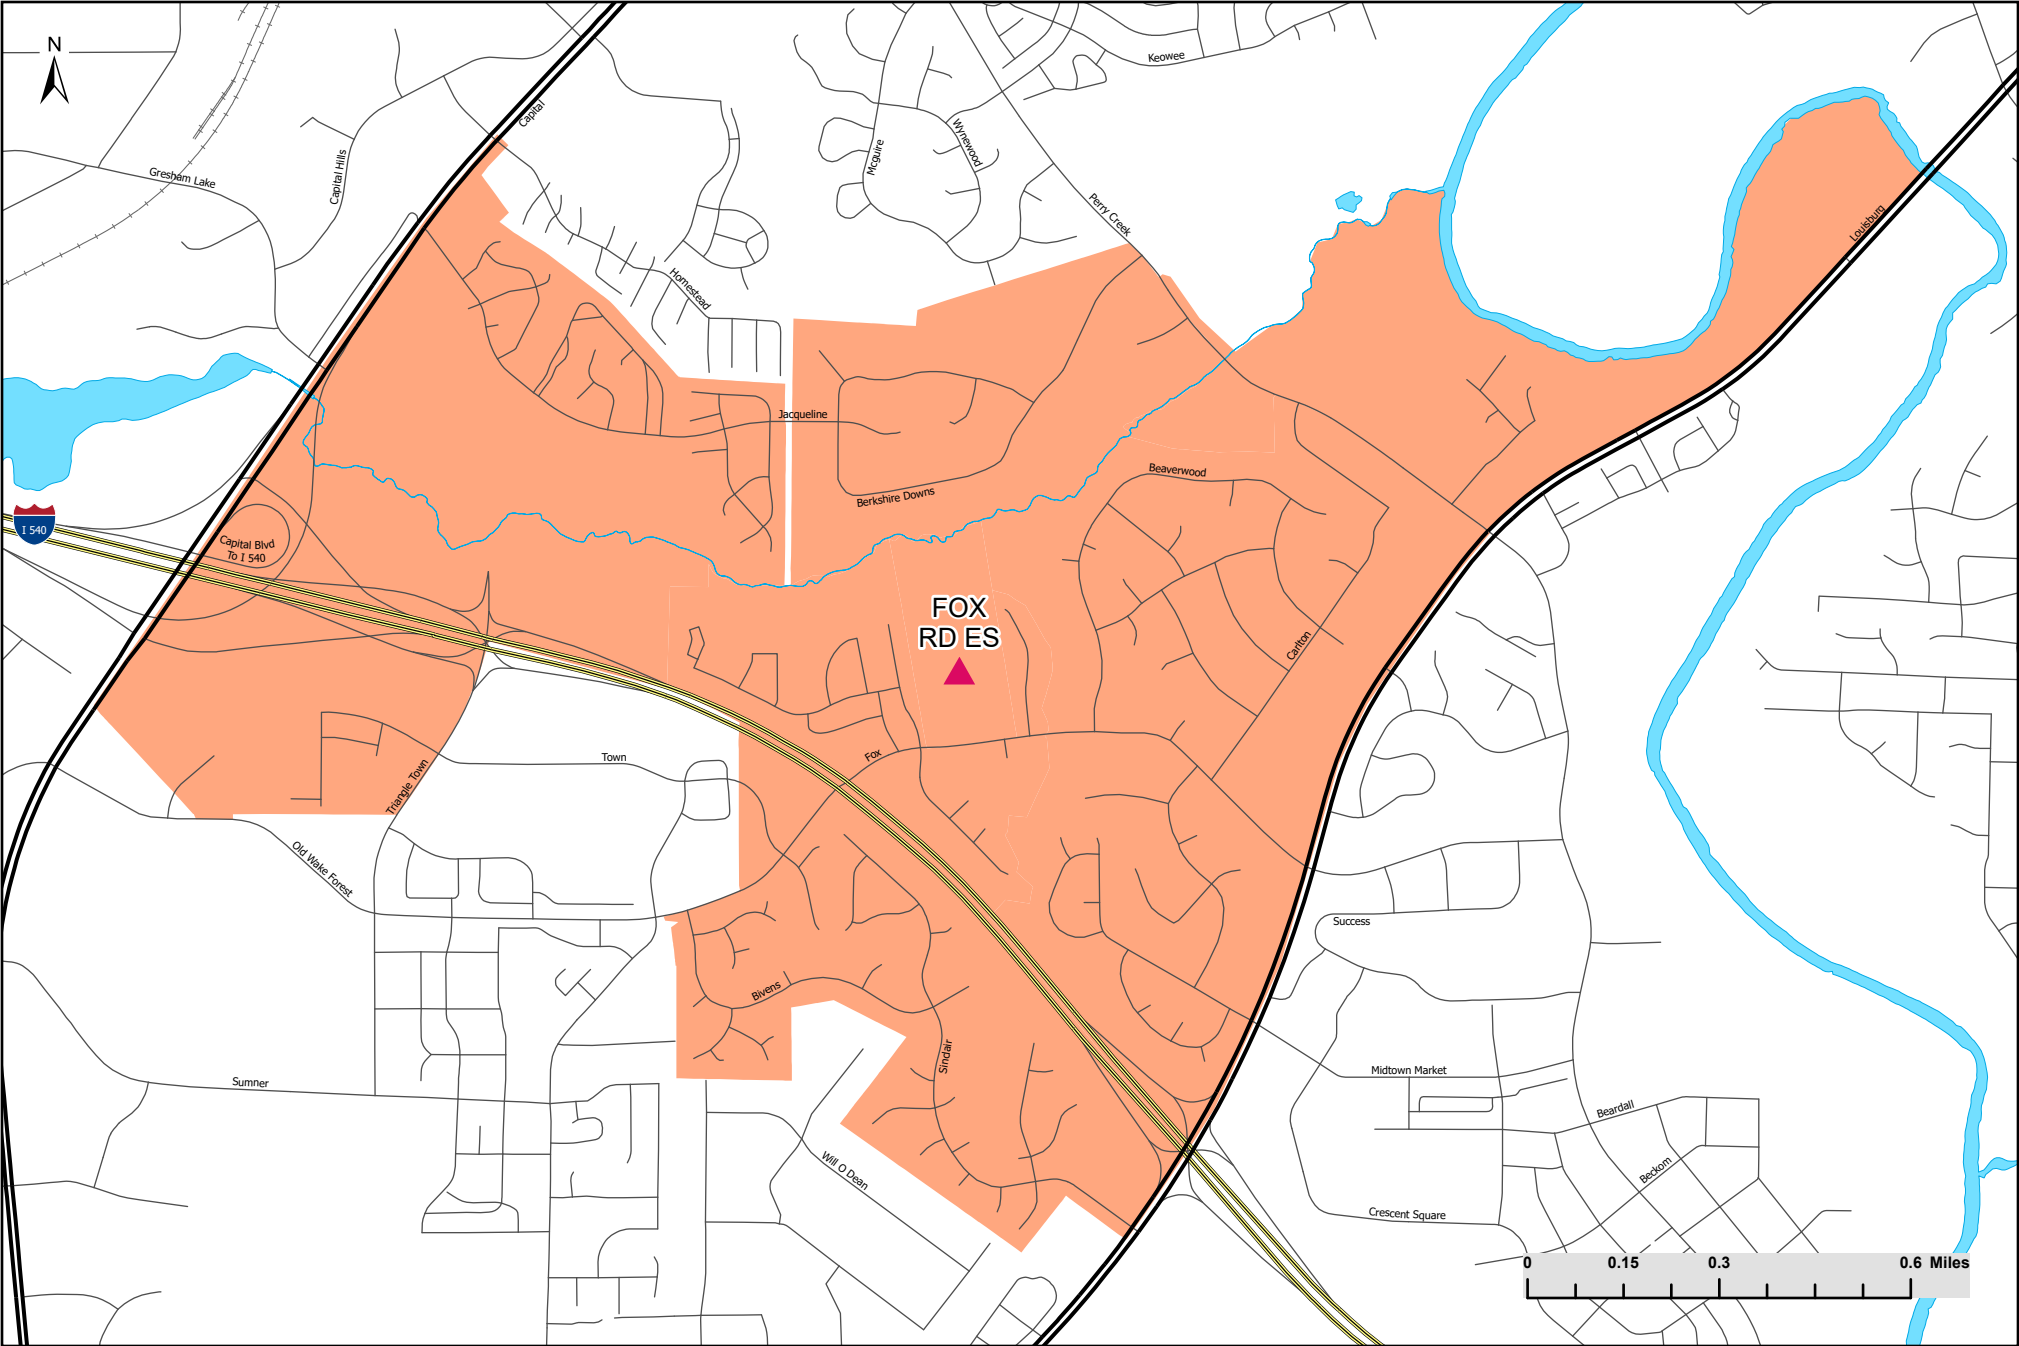 N
Keowee
Capital
Wynewood
Mcguire
Capital Hills
Gresham Lake
Perry Creek
Louisburg
Homestead
Jacqueline
Beaverwood
Berkshire Downs
I 540
Capital Blvd
To I 540
FOX
RD ES
Carlton
Fox
Town
Triangle Town
Old Wake Forest
Success
Bivens
Sinclair
Sumner
Midtown Market
Beardall
Will O Dean
Beckom
Crescent Square
0 0.15 0.3 0.6 Miles